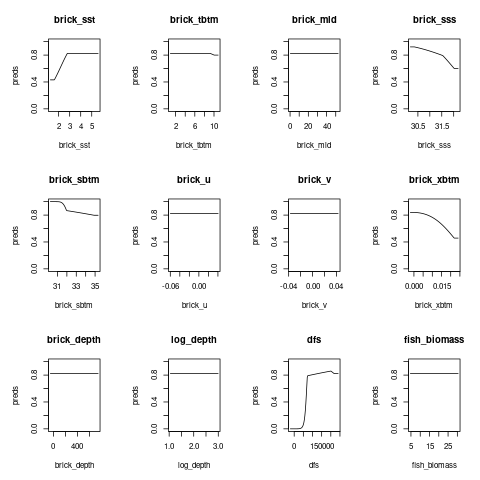 brick_sst brick_tbtm brick_mld brick_sss
preds 0.0 0.4 0.8 preds 0.0 0.4 0.8 preds 0.0 0.4 0.8 preds 0.0 0.4 0.8
2 3 4 5 2 6 10 0 20 40 30.5 31.5
brick_sst brick_tbtm brick_mld brick_sss
brick_sbtm brick_u brick_v brick_xbtm
preds 0.0 0.4 0.8 preds 0.0 0.4 0.8 preds 0.0 0.4 0.8 preds 0.0 0.4 0.8
31 33 35 -0.06 0.00 -0.04 0.00 0.04 0.000 0.015
brick_sbtm brick_u brick_v brick_xbtm
brick_depth log_depth dfs fish_biomass
preds 0.0 0.4 0.8 preds 0.0 0.4 0.8 preds 0.0 0.4 0.8 preds 0.0 0.4 0.8
0 400 1.0 2.0 3.0 0 150000 5 15 25
brick_depth log_depth dfs fish_biomass